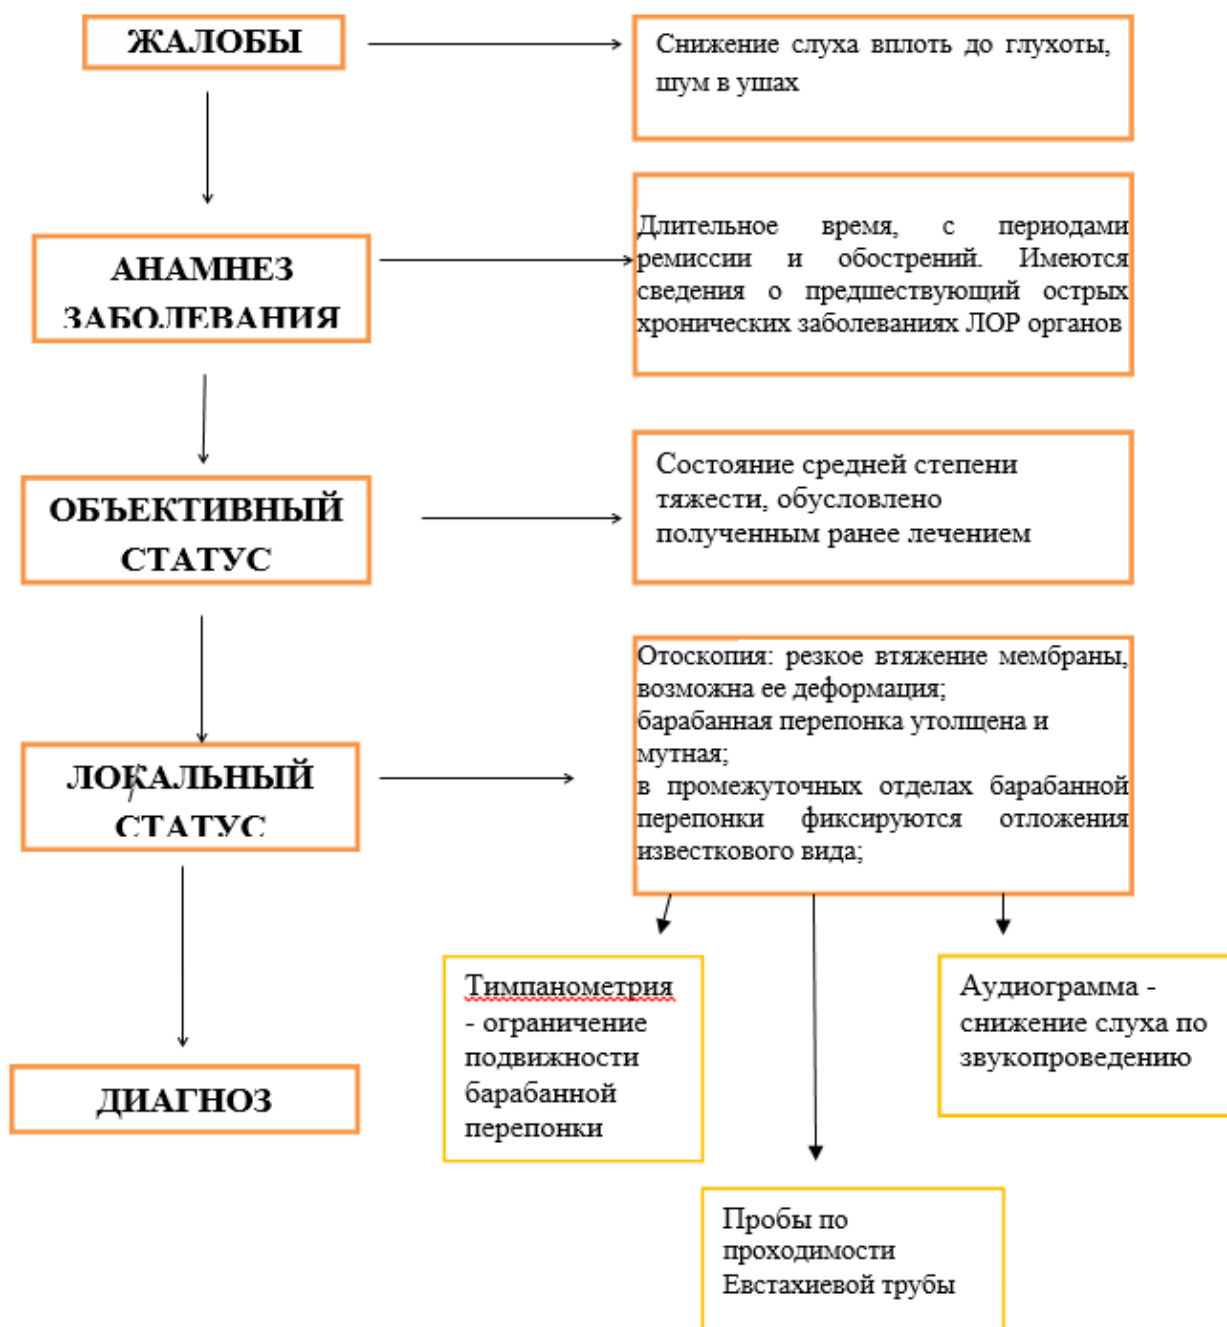 ЖАЛОБЫ
Снижение слуха вплоть до глухоты,
шум в ушах
АНАМНЕЗ
ЗАБОЛЕВАНИЯ
Длительное время, с периодами
ремиссии и обострений. Имеются
сведения о предшествующий острых
хронических заболеваниях ЛОР органов
ОБЪЕКТИВНЫЙ
СТАТУС
Состояние средней степени
тяжести, обусловлено
полученным ранее лечением
ЛОКАЛЬНЫЙ
СТАТУС
Отоскопия: резкое втяжение мембраны,
возможна ее деформация;
барабанная перепонка утолщена и
мутная;
в промежуточных отделах барабанной
перепонки фиксируются отложения
известкового вида;
Тимпанометрия
- ограничение
подвижности
барабанной
перепонки
Аудиограмма -
снижение слуха по
звукопроведению
ДИАГНОЗ
Пробы по
проходимости
Евстахиевой трубы